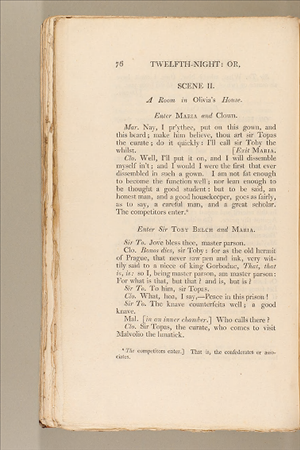 76 TWELFTH-NIGHT: OR,
SCENE II.
A Room in Olivia's House.
Enter MARIA and Clown.
Mar. Nay, I pr'ythee, put on this gown, and
this beard; make him believe, thou art sir Topas
the curate; do it quickly: I'll call sir Toby the
whilst. [Exit MARIA.
Clo. Well, I'll put it on, and I will dissemble
myself in't; and I would I were the first that ever
dissembled in such a gown. I am not fat enough
to become the function well; nor lean enough to
be thought a good student: but to be said, an
honest man, and a good housekeeper, goes as fairly,
as to say, a careful man, and a great scholar.
The competitors enter.⁶
Enter Sir TOBY BELCH and MARIA.
Sir To. Jove bless thee, master parson.
Clo. Bonos dies, sir Toby: for as the old hermit
of Prague, that never saw pen and ink, very wit-
tily said to a niece of king Gorboduc, That, that
is, is: so I, being master parson, am master parson:
For what is that, but that? and is, but is?
Sir To. To him, sir Topas.
Clo. What, hoa, I say,—Peace in this prison!
Sir To. The knave counterfeits well; a good
knave.
Mal. [in an inner chamber.] Who calls there?
Clo. Sir Topas, the curate, who comes to visit
Malvolio the lunatick.
⁶ The competitors enter.] That is, the confederates or asso-
ciates.